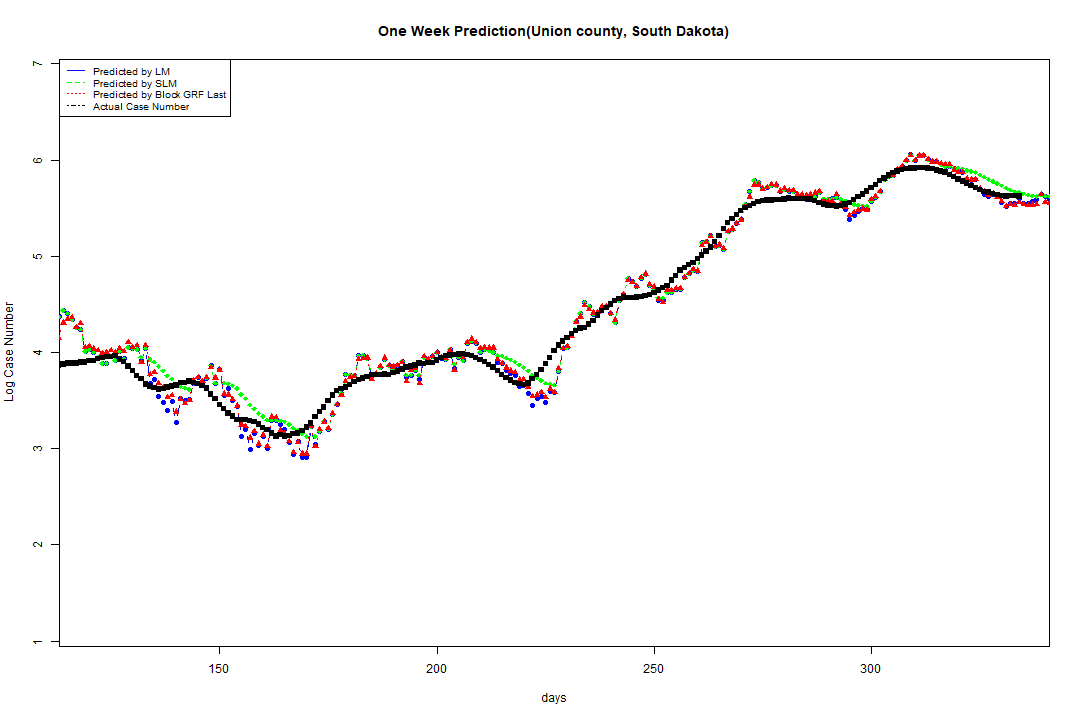 One Week Prediction(Union county, South Dakota)
Predicted by LM
Predicted by SLM
Predicted by Block GRF Last
Actual Case Number
7
6
5
4
3
2
1
Log Case Number
150 200 250 300
days